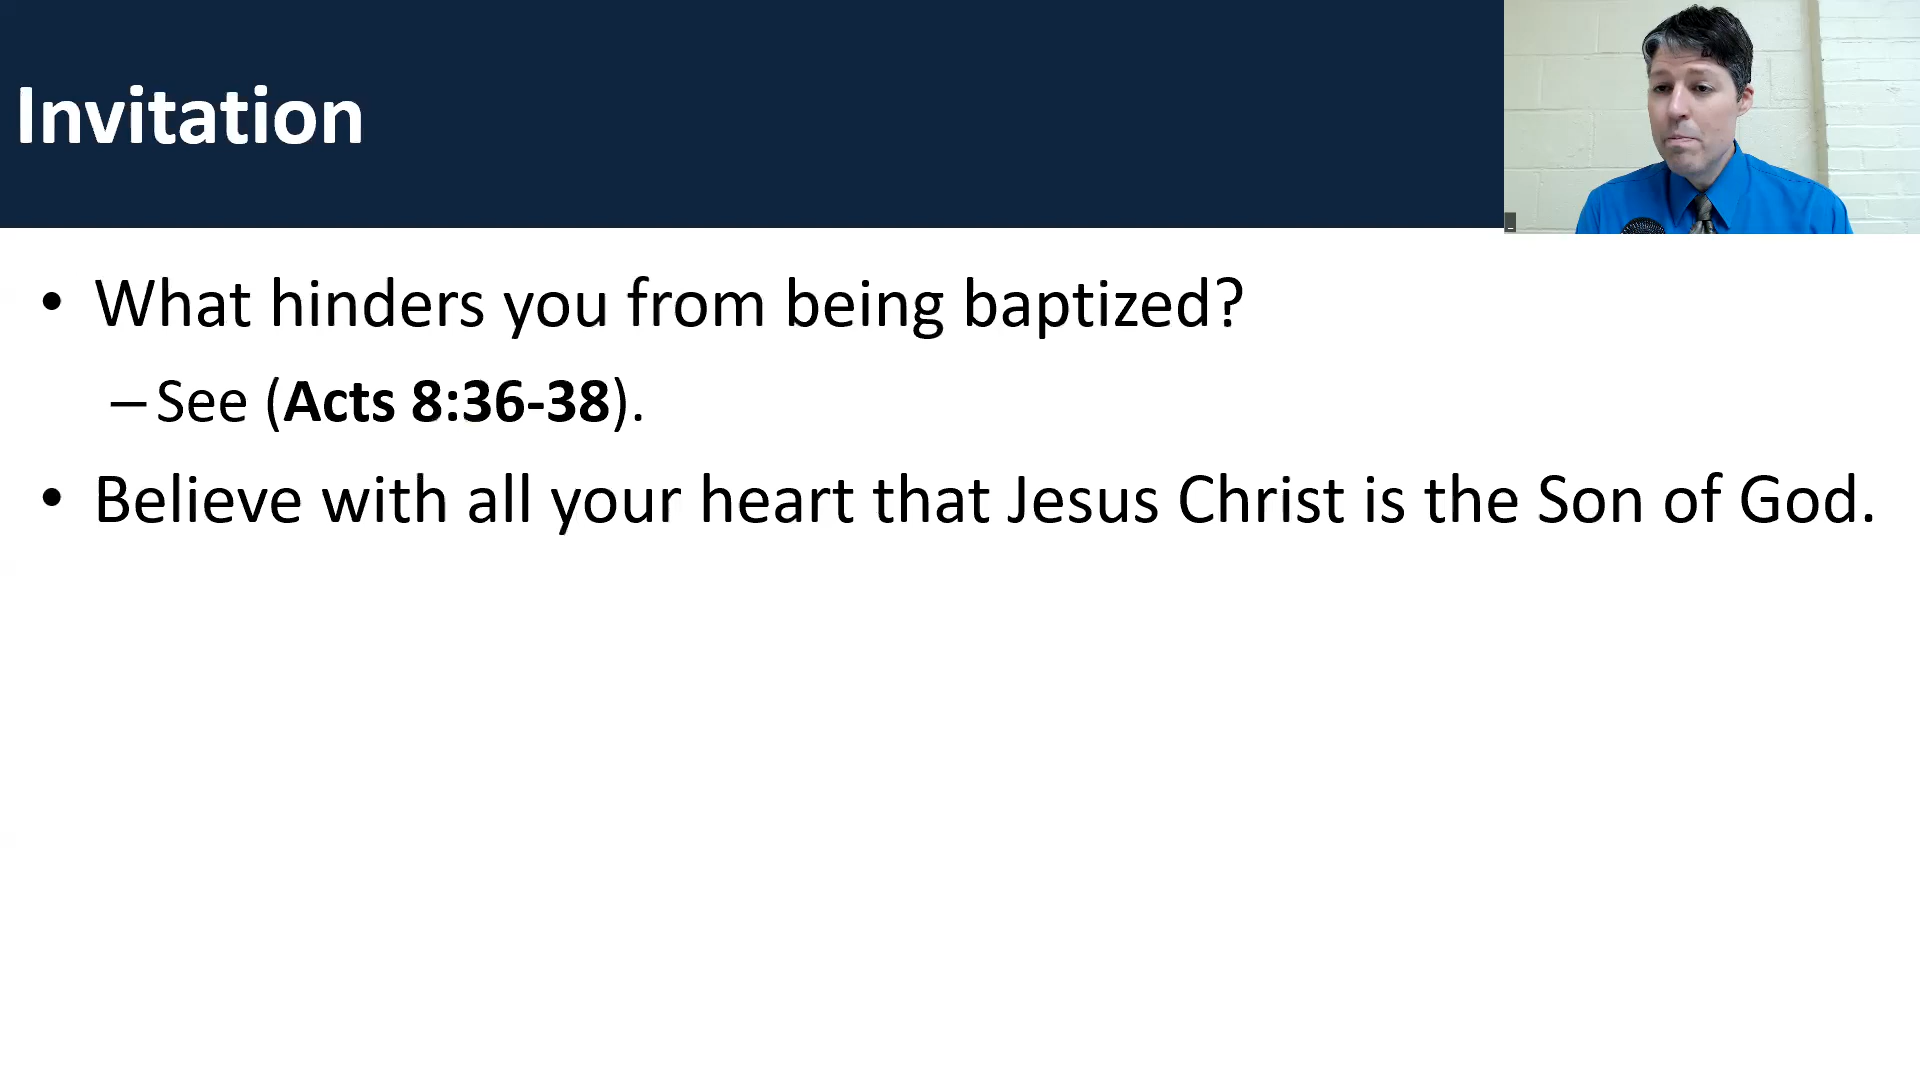 Invitation
• What hinders you from being baptized?
– See (Acts 8:36-38).
• Believe with all your heart that Jesus Christ is the Son of God.